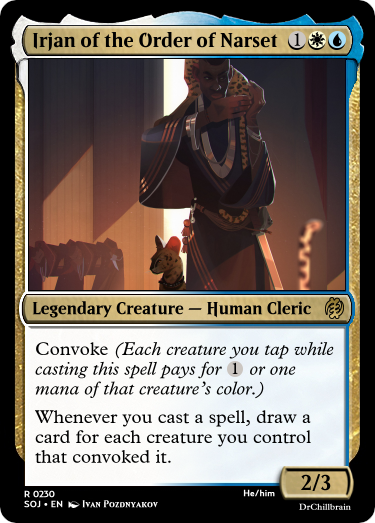 Irjan of the Order of Narset 1
Legendary Creature — Human Cleric
Convoke (Each creature you tap while
casting this spell pays for 1 or one
mana of that creature's color.)
Whenever you cast a spell, draw a
card for each creature you control
that convoked it.
2/3
R 0230
SOJ • EN Ivan Pozdnyakov
He/him
DrChillbrain